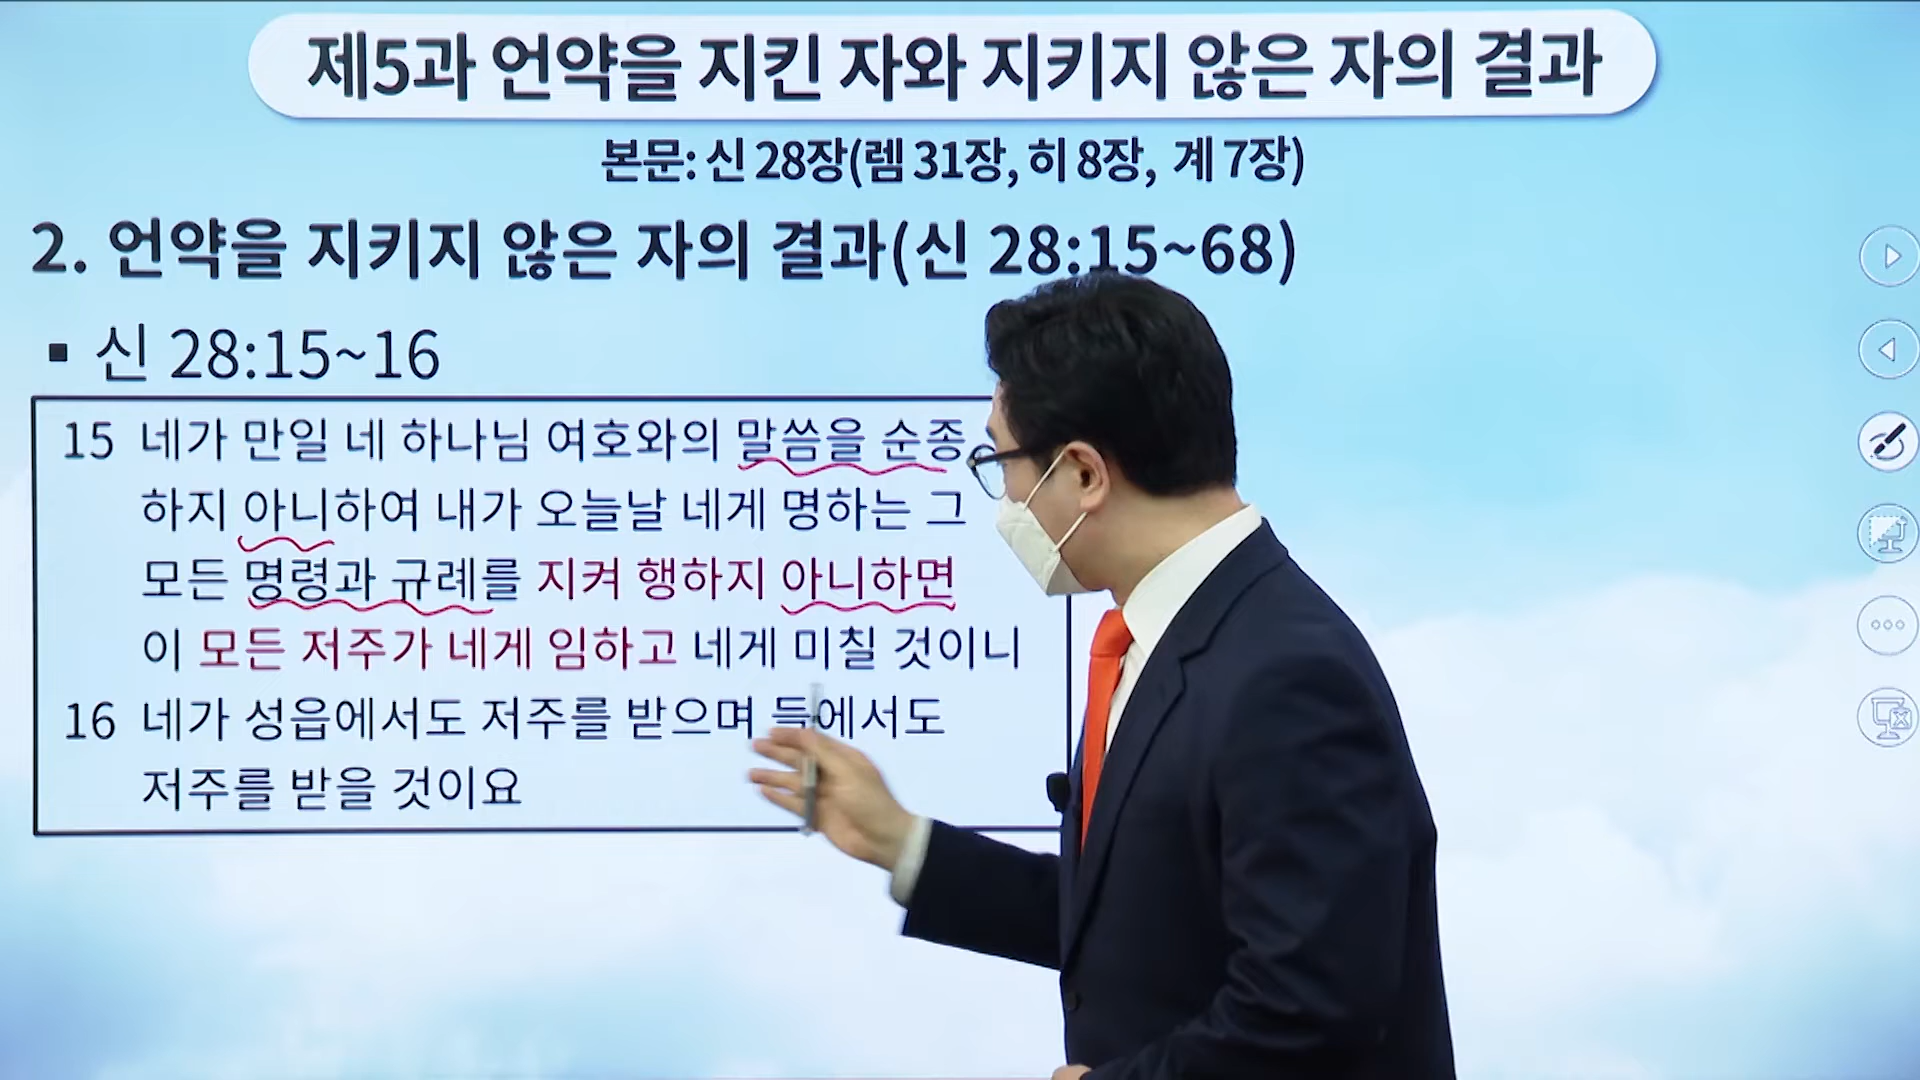 제5과 언약을 지킨 자와 지키지 않은 자의 결과
본문: 신 28장(렘 31장, 히 8장, 계 7장)
2. 언약을 지키지 않은 자의 결과(신 28:15~68)
▪ 신 28:15~16
15 네가 만일 네 하나님 여호와의 말씀을 순종
하지 아니하여 내가 오늘날 네게 명하는 그
모든 명령과 규례를 지켜 행하지 아니하면
이 모든 저주가 네게 임하고 네게 미칠 것이니
16 네가 성읍에서도 저주를 받으며 들에서도
저주를 받을 것이요